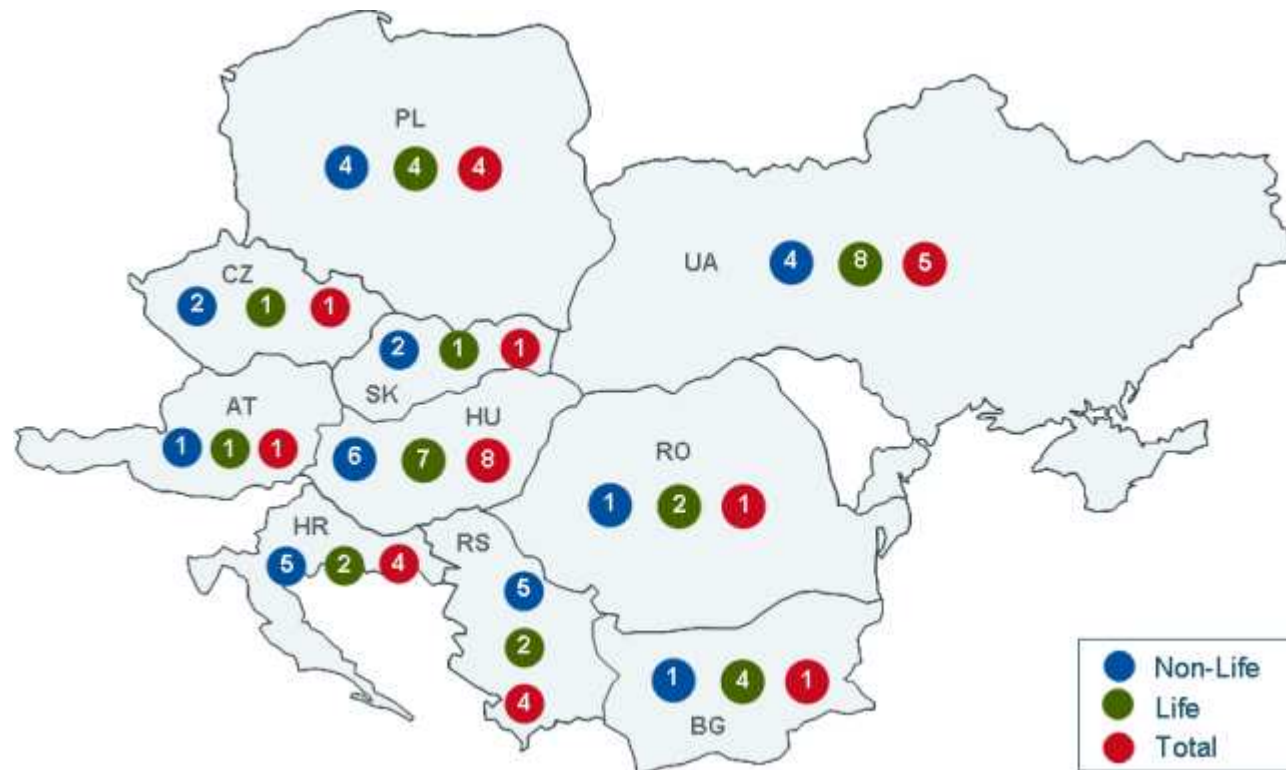 PL
4 4 4
UA 4 8 5
CZ
2 1 1
2 1 1
SK
AT
HU
1 1 1
6 7 8
RO
1 2 1
HR
RS
5 2 4
5
2
4
1 4 1
BG
Non-Life
Life
Total